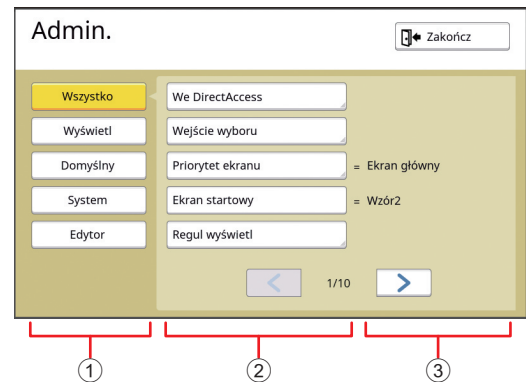 Admin.
Zakończ
Wszystko
We DirectAccess
Wyświetl
Wejście wyboru
Domyślny
Priorytet ekranu
= Ekran główny
System
Ekran startowy
= Wzór2
Edytor
Regul wyświetl
1/10
① ② ③